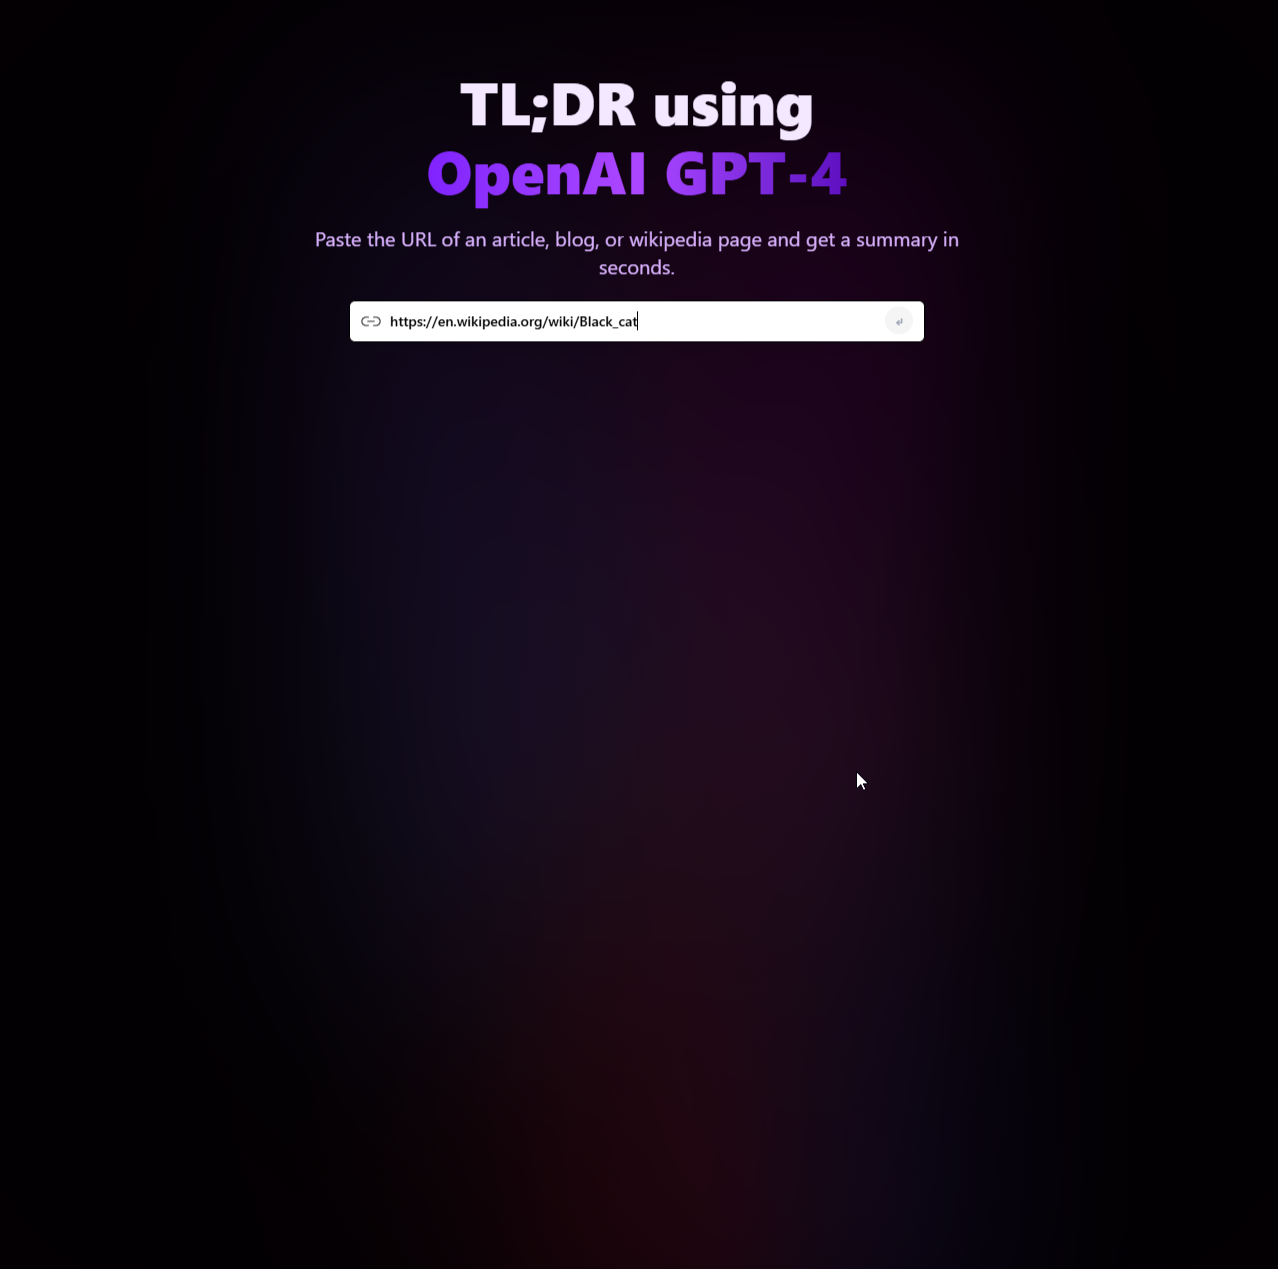 TL;DR using
OpenAI GPT-4
Paste the URL of an article, blog, or wikipedia page and get a summary in
seconds.
https://en.wikipedia.org/wiki/Black_cat